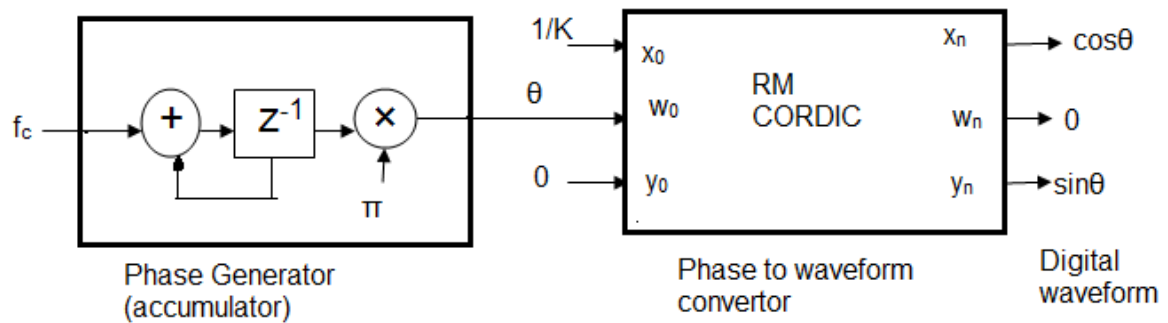 f_c
+
Z^-1
×
π
Phase Generator
(accumulator)
1/K
θ
0
x₀
w₀
y₀
RM
CORDIC
xₙ
wₙ
yₙ
cosθ
0
sinθ
Phase to waveform
convertor
Digital
waveform